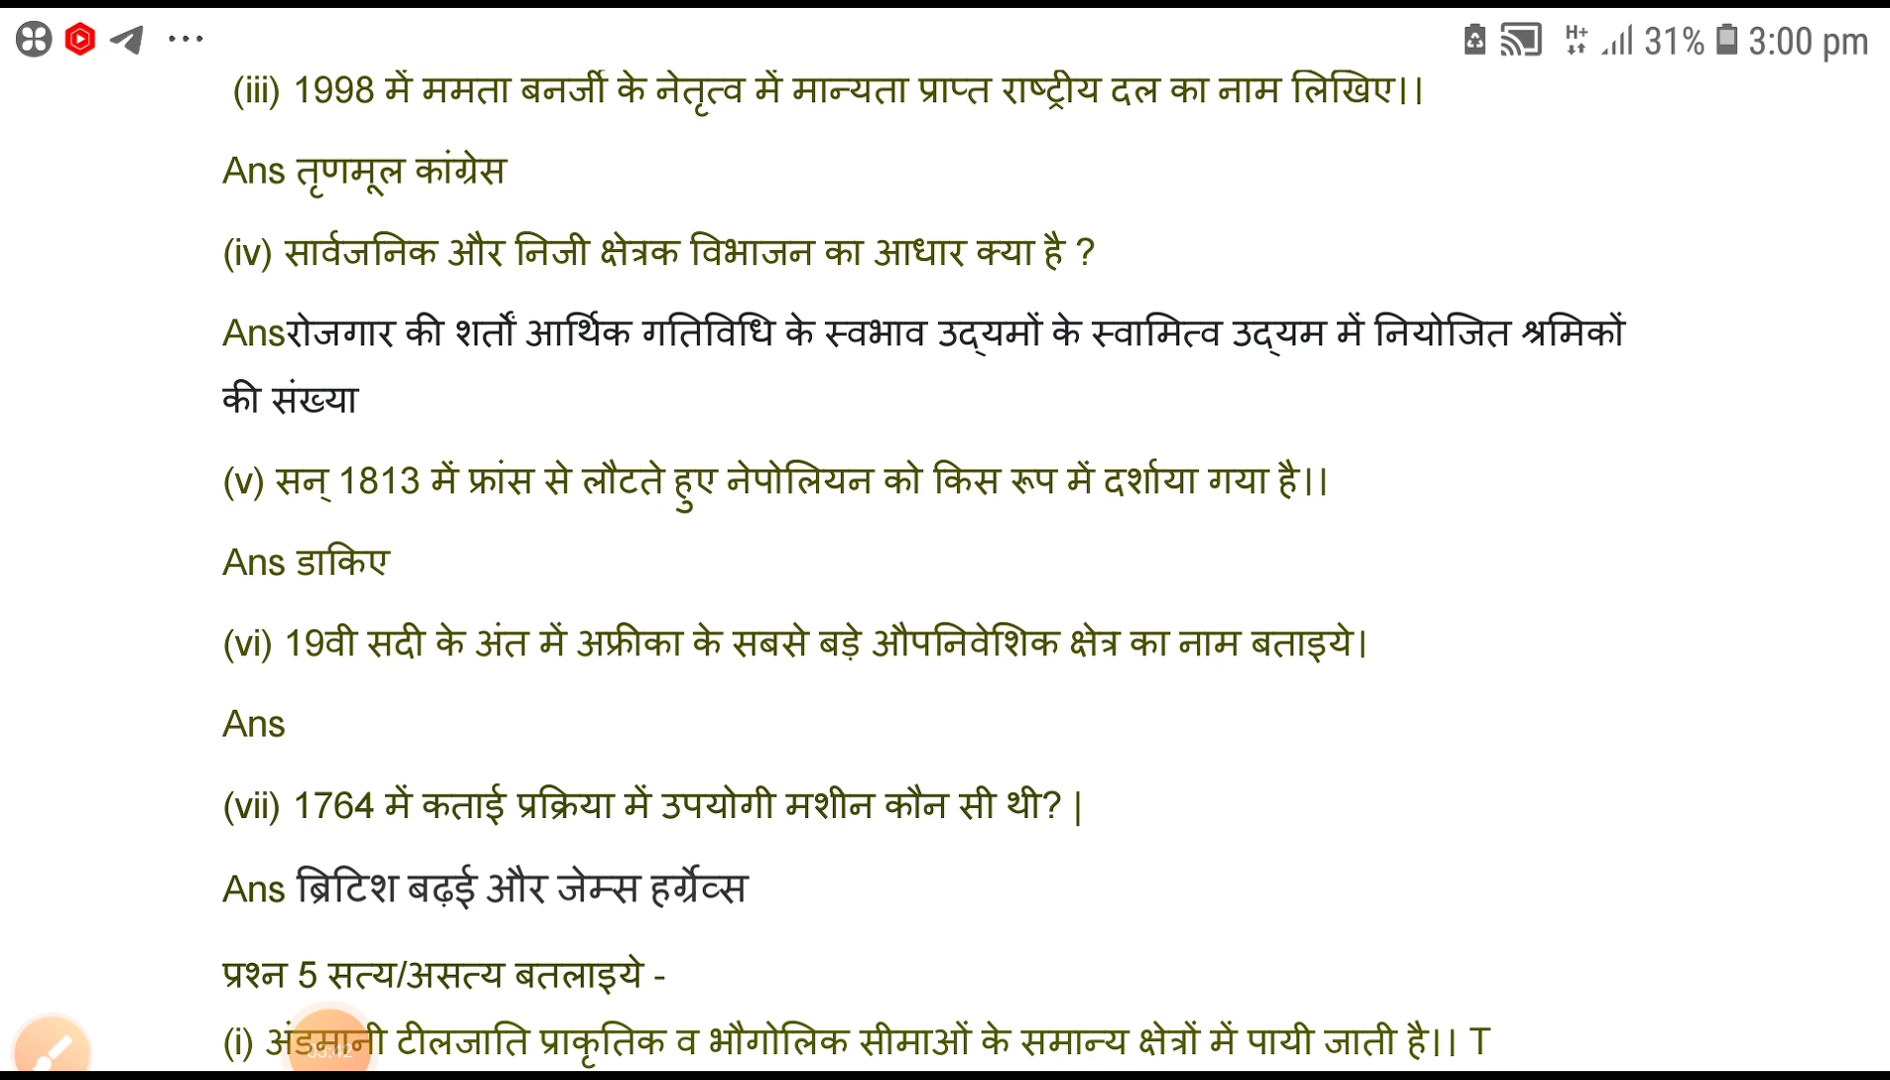 H+ 31% 3:00 pm
(iii) 1998 में ममता बनर्जी के नेतृत्व में मान्यता प्राप्त राष्ट्रीय दल का नाम लिखिए।।
Ans तृणमूल कांग्रेस
(iv) सार्वजनिक और निजी क्षेत्रक विभाजन का आधार क्या है ?
Ansरोजगार की शर्तों आर्थिक गतिविधि के स्वभाव उद्यमों के स्वामित्व उद्यम में नियोजित श्रमिकों
की संख्या
(v) सन् 1813 में फ्रांस से लौटते हुए नेपोलियन को किस रूप में दर्शाया गया है।।
Ans डाकिए
(vi) 19वी सदी के अंत में अफ्रीका के सबसे बड़े औपनिवेशिक क्षेत्र का नाम बताइये।
Ans
(vii) 1764 में कताई प्रक्रिया में उपयोगी मशीन कौन सी थी? |
Ans ब्रिटिश बढ़ई और जेम्स हर्ग्रेव्स
प्रश्न 5 सत्य/असत्य बतलाइये -
(i) अंडमानी टीलजाति प्राकृतिक व भौगोलिक सीमाओं के समान्य क्षेत्रों में पायी जाती है।। T